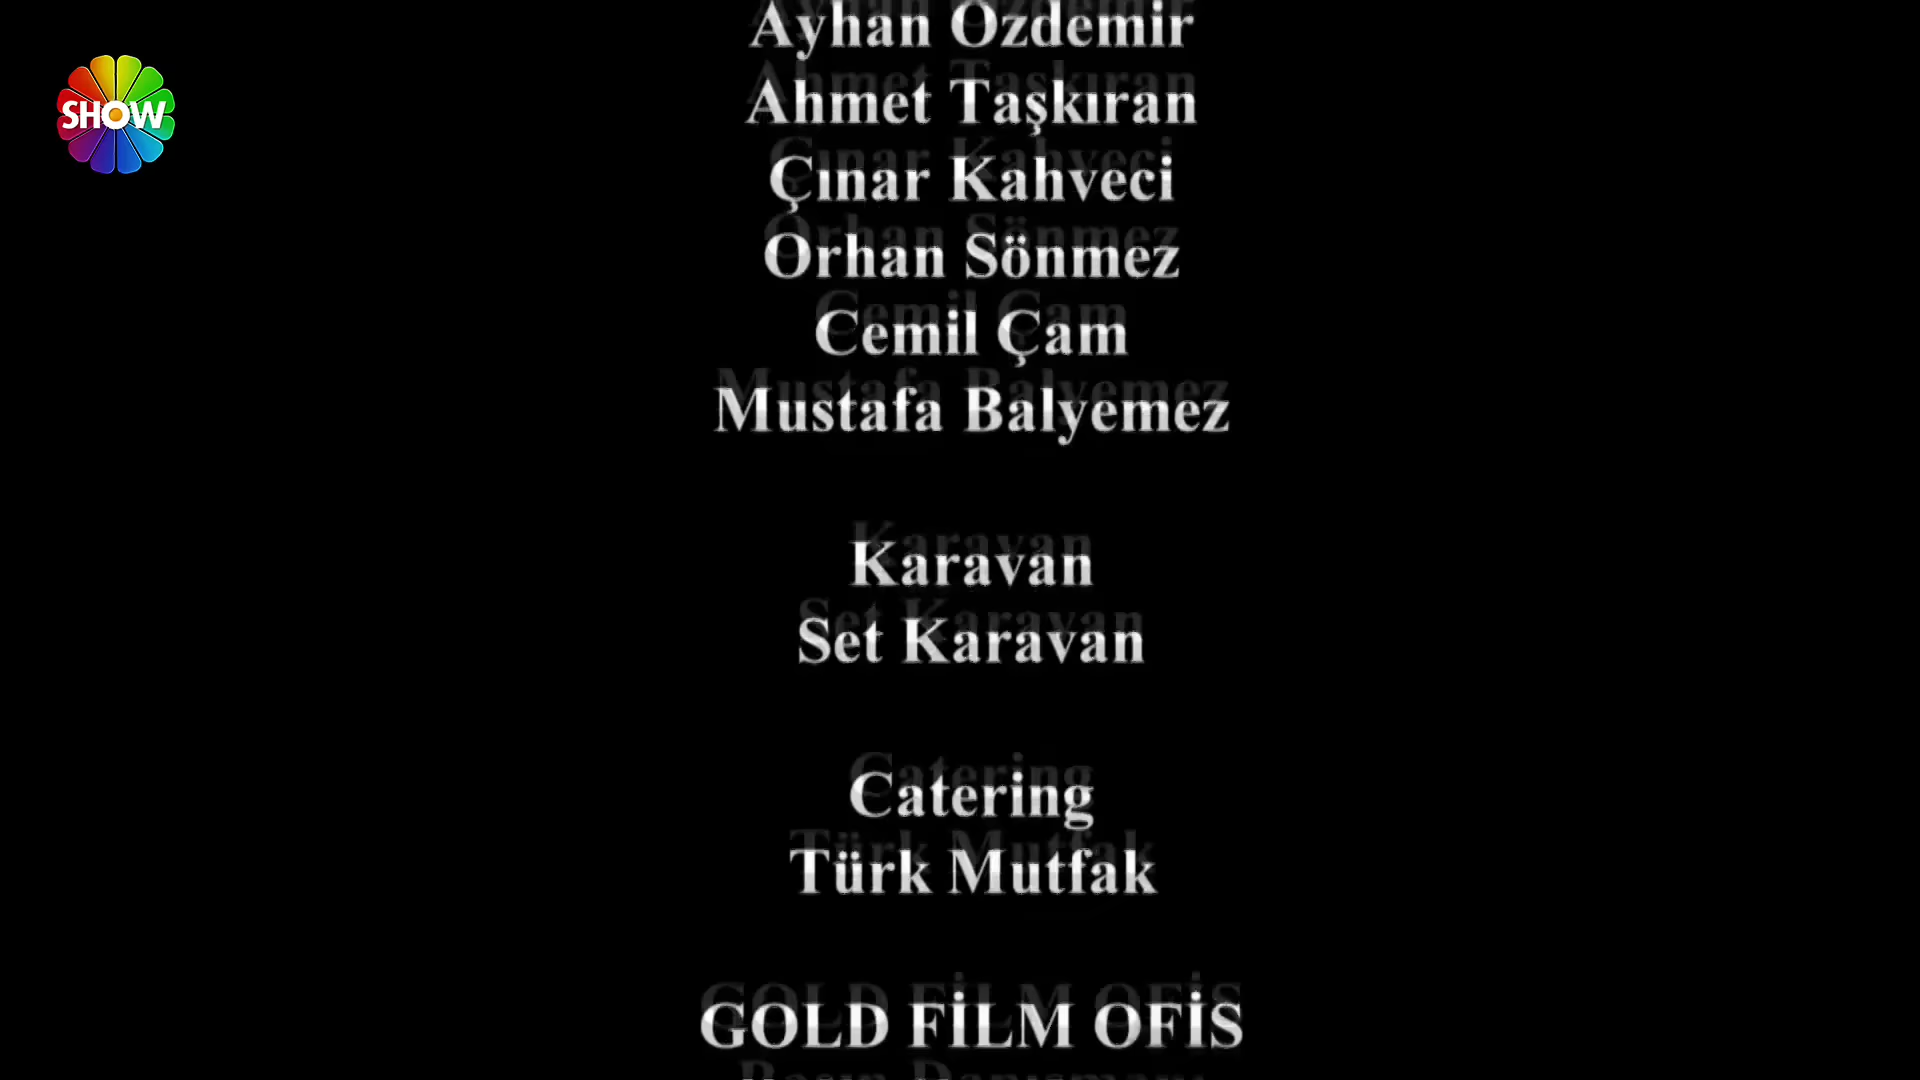 SHOW
Ayhan Özdemir
Ahmet Taşkıran
Çınar Kahveci
Orhan Sönmez
Cemil Çam
Mustafa Balyemez
Karavan
Set Karavan
Catering
Türk Mutfak
GOLD FİLM OFİS